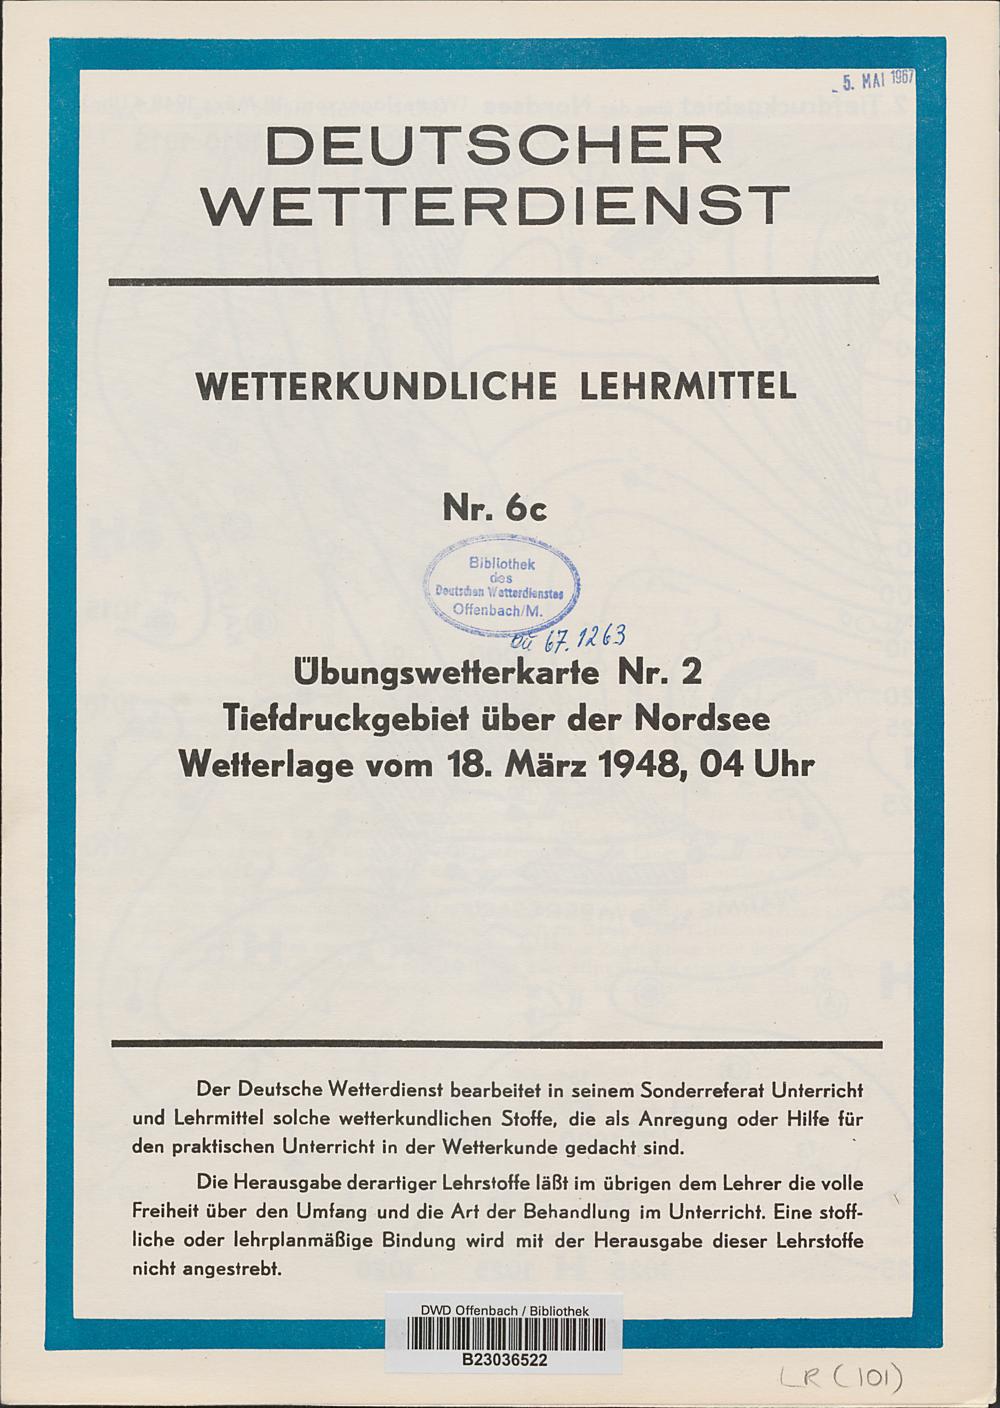 5. MAI 1967
DEUTSCHER
WETTERDIENST
WETTERKUNDLICHE LEHRMITTEL
Nr. 6c
Bibliothek
des
Deutschen Wetterdienstes
Offenbach/M.
67.1263
Übungswetterkarte Nr. 2
Tiefdruckgebiet über der Nordsee
Wetterlage vom 18. März 1948, 04 Uhr
Der Deutsche Wetterdienst bearbeitet in seinem Sonderreferat Unterricht
und Lehrmittel solche wetterkundlichen Stoffe, die als Anregung oder Hilfe für
den praktischen Unterricht in der Wetterkunde gedacht sind.
Die Herausgabe derartiger Lehrstoffe läßt im übrigen dem Lehrer die volle
Freiheit über den Umfang und die Art der Behandlung im Unterricht. Eine stoff-
liche oder lehrplanmäßige Bindung wird mit der Herausgabe dieser Lehrstoffe
nicht angestrebt.
DWD Offenbach / Bibliothek
B23036522
LR (101)